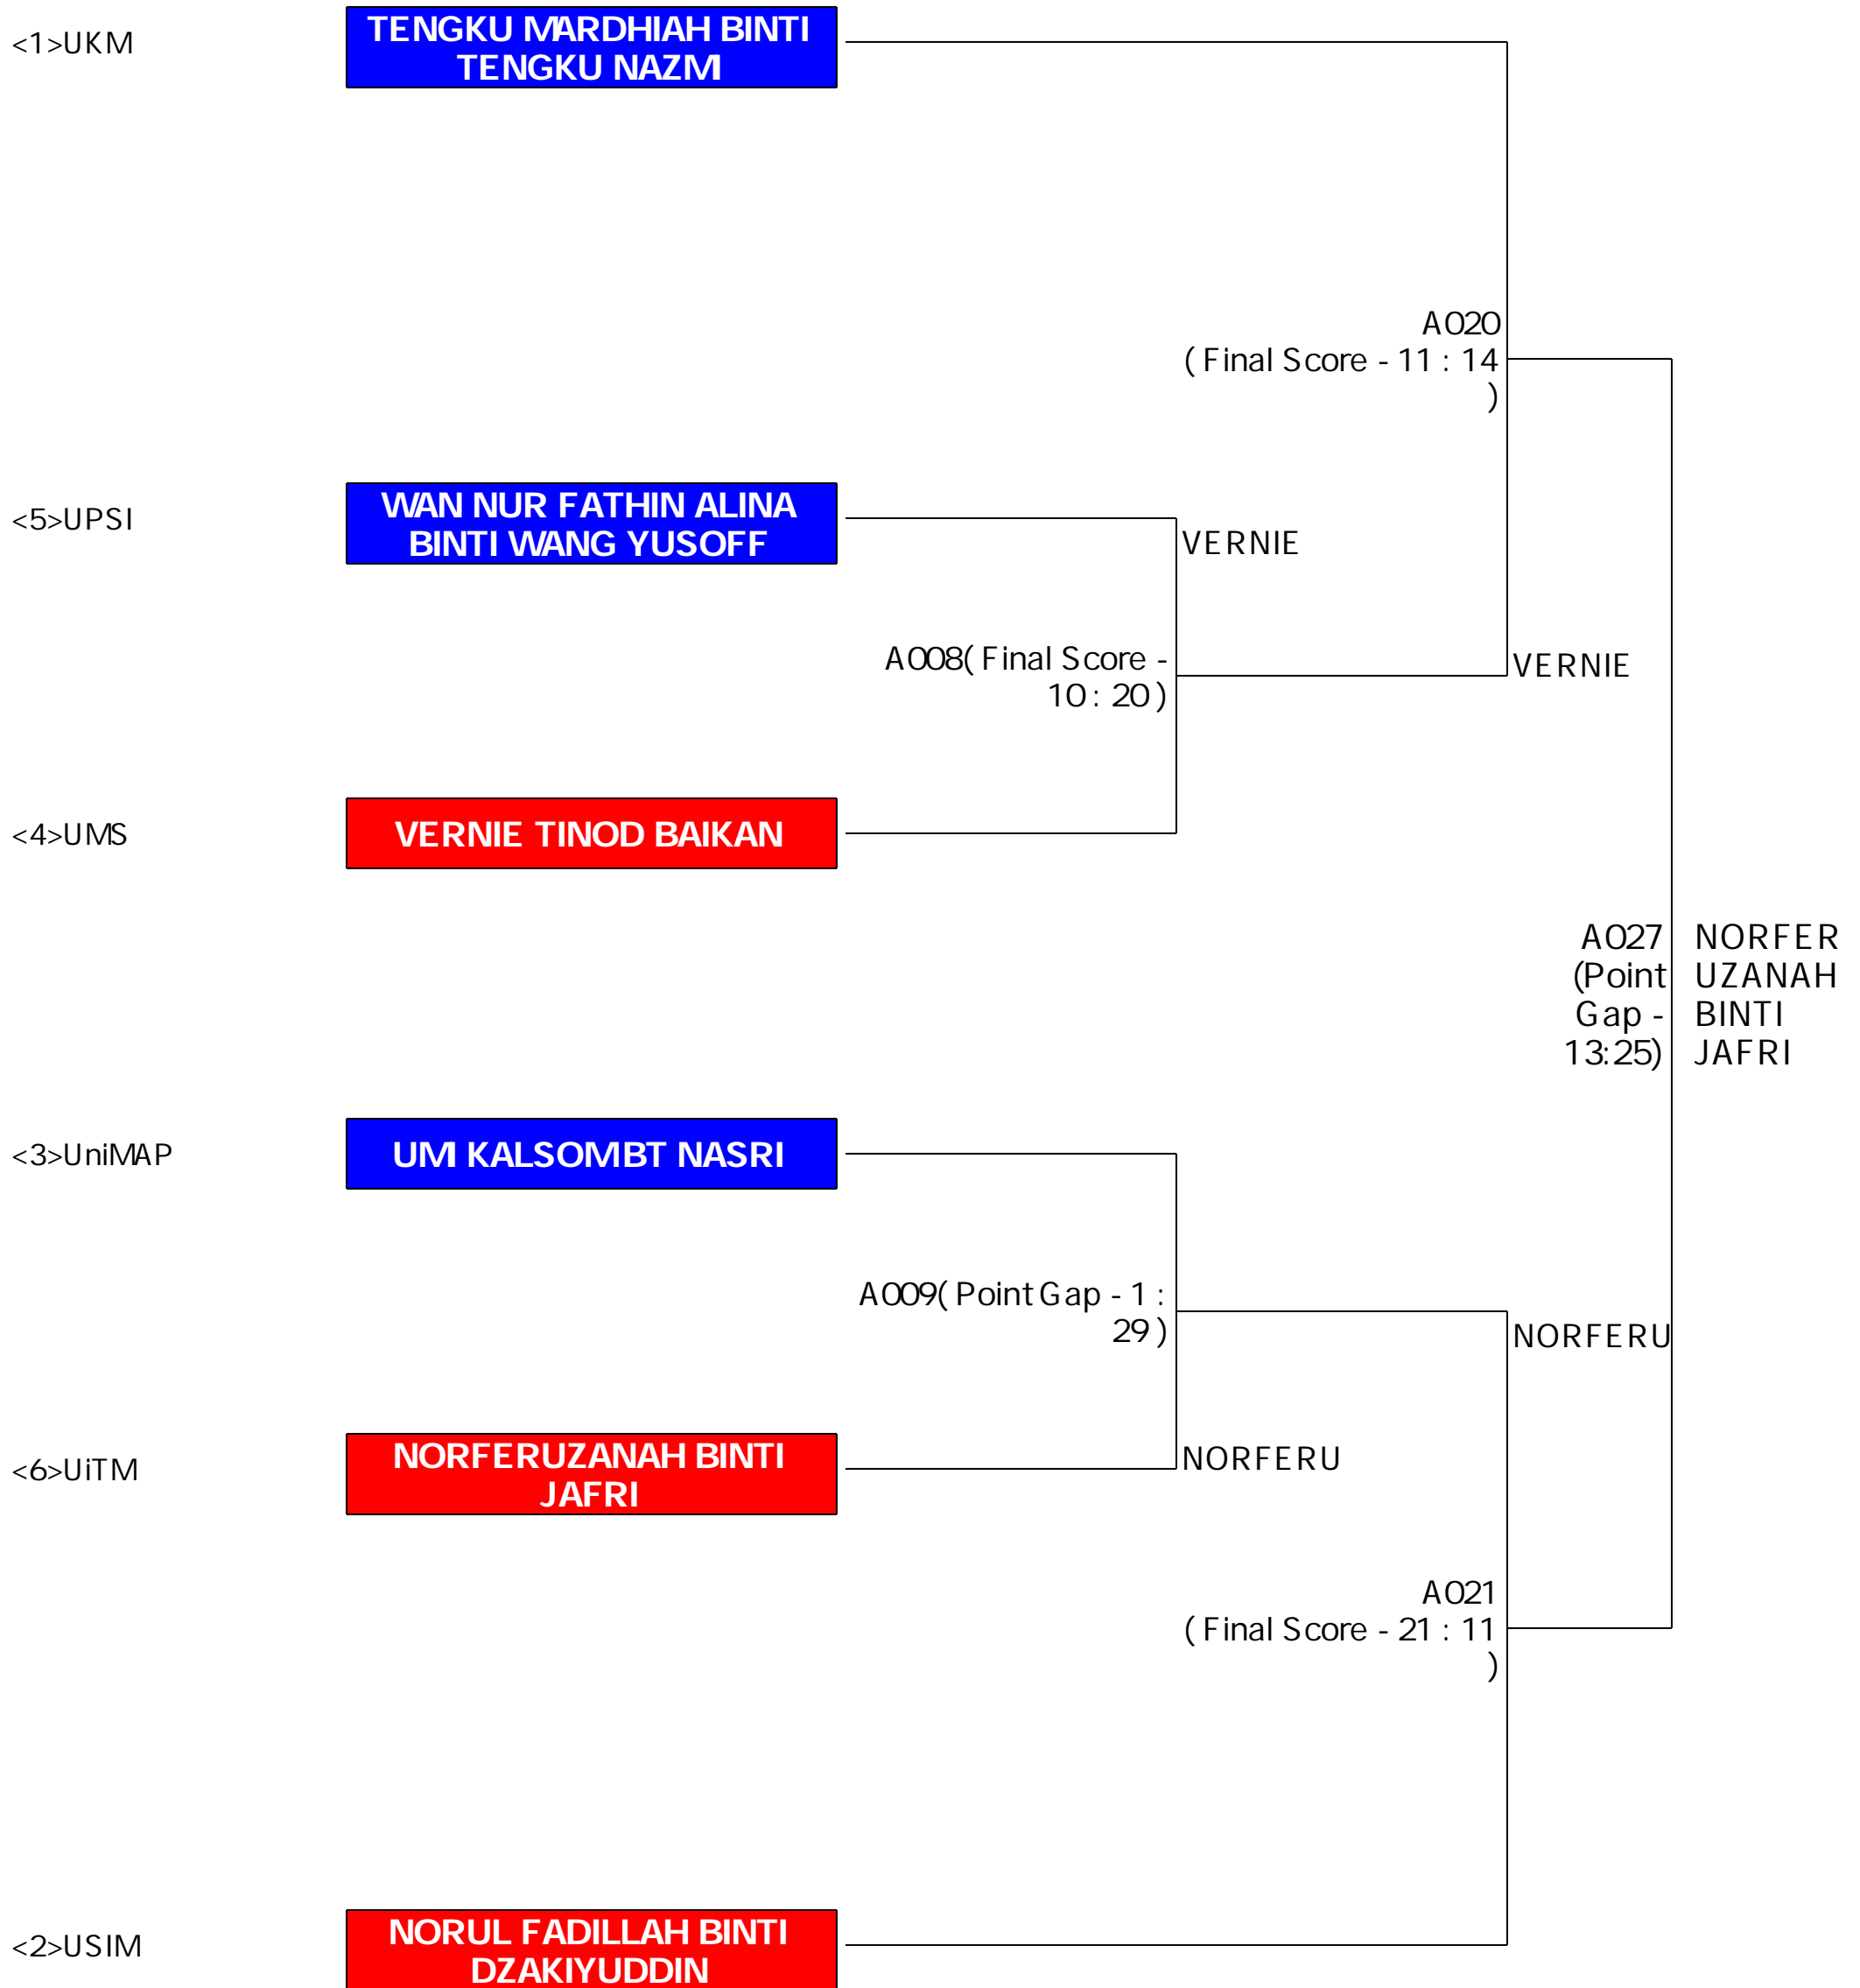 <1>UKM
TENGKU MARDHIAH BINTI
TENGKU NAZMI
A020
( Final Score - 11 : 14
)
<5>UPSI
WAN NUR FATHIN ALINA
BINTI WANG YUSOFF
VERNIE
A008( Final Score -
10 : 20 )
VERNIE
<4>UMS
VERNIE TINOD BAIKAN
A027
(Point
Gap -
13:25)
NORFER
UZANAH
BINTI
JAFRI
<3>UniMAP
UMI KALSOM BT NASRI
A009( Point Gap - 1 :
29 )
NORFERU
<6>UiTM
NORFERUZANAH BINTI
JAFRI
NORFERU
A021
( Final Score - 21 : 11
)
<2>USIM
NORUL FADILLAH BINTI
DZAKIYUDDIN